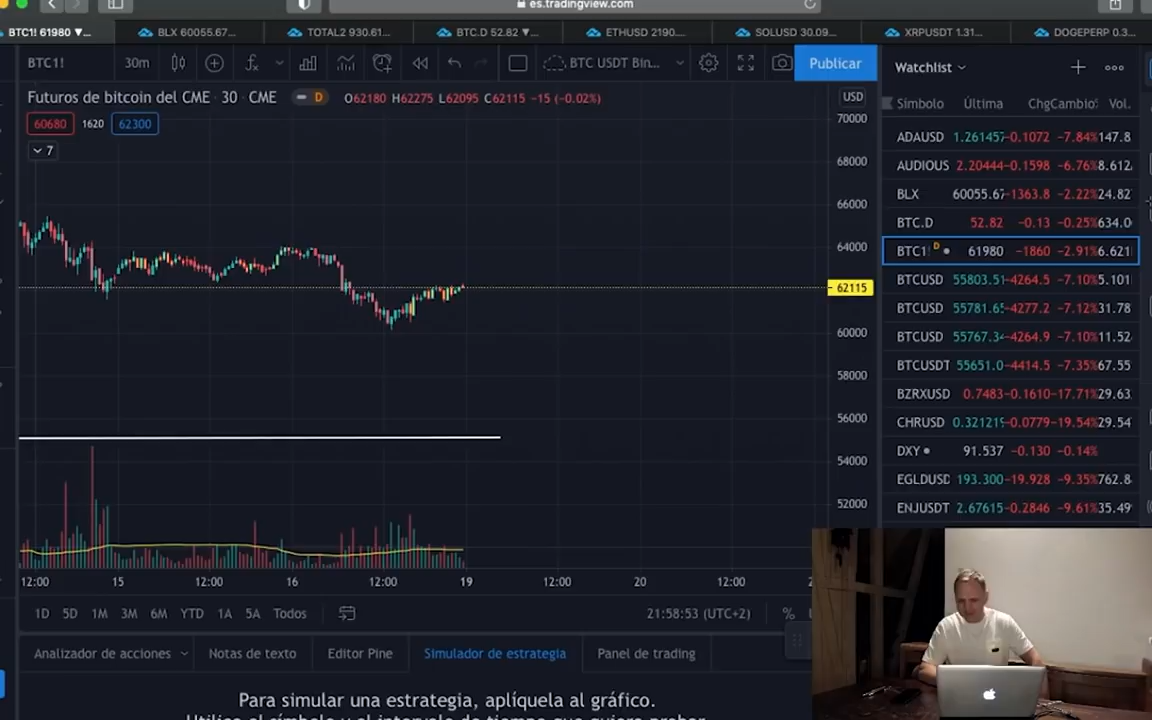 es.tradingview.com
BTC1! 61980 ▼... BLX 60055.67... TOTAL2 930.61... BTC.D 52.82 ▼... ETHUSD 2190.... SOLUSD 30.09... XRPUSDT 1.31... DOGEPERP 0.3...
BTC1! 30m BTC USDT Bin... Publicar
Watchlist
Futuros de bitcoin del CME 30 CME D O62180 H62275 L62095 C62115 −15 (−0.02%) USD
60680 1620 62300
7
Símbolo Última Chg Cambio% Vol.
ADAUSD 1.261457 −0.1072 −7.84% 147.8
AUDIOUS 2.20444 −0.1598 −6.76% 8.612
BLX 60055.67 −1363.8 −2.22% 24.82
BTC.D 52.82 −0.13 −0.25% 634.0
BTC1! D 61980 −1860 −2.91% 6.621
BTCUSD 55803.51 −4264.5 −7.10% 5.101
BTCUSD 55781.65 −4277.2 −7.12% 31.78
BTCUSD 55767.34 −4264.9 −7.10% 11.52
BTCUSDT 55651.0 −4414.5 −7.35% 67.55
BZRXUSD 0.7483 −0.1610 −17.71% 29.63
CHRUSD 0.321219 −0.0779 −19.54% 29.54
DXY 91.537 −0.130 −0.14%
EGLDUSD 193.300 −19.928 −9.35% 762.8
ENJUSDT 2.67615 −0.2846 −9.61% 35.49
70000
68000
66000
64000
62115
60000
58000
56000
54000
52000
12:00 15 12:00 16 12:00 19 12:00 20 12:00
1D 5D 1M 3M 6M YTD 1A 5A Todos 21:58:53 (UTC+2) %
Analizador de acciones Notas de texto Editor Pine Simulador de estrategia Panel de trading
Para simular una estrategia, aplíquela al gráfico.